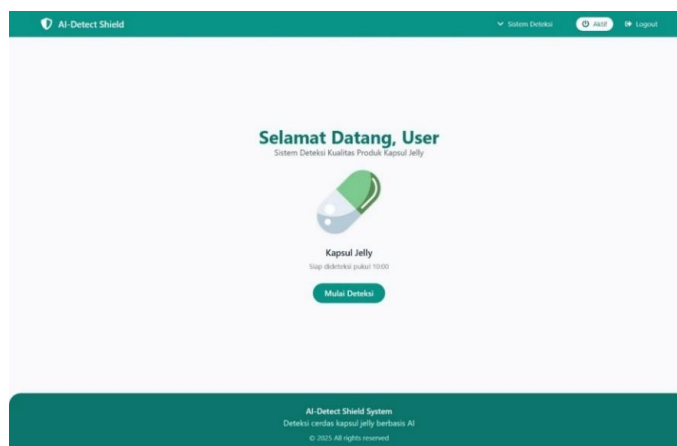 AI-Detect Shield
Sistem Deteksi
Aktif
Logout
Selamat Datang, User
Sistem Deteksi Kualitas Produk Kapsul Jelly
Kapsul Jelly
Siap dideteksi pukul 10:00
Mulai Deteksi
AI-Detect Shield System
Deteksi cerdas kapsul jelly berbasis AI
© 2025 All rights reserved